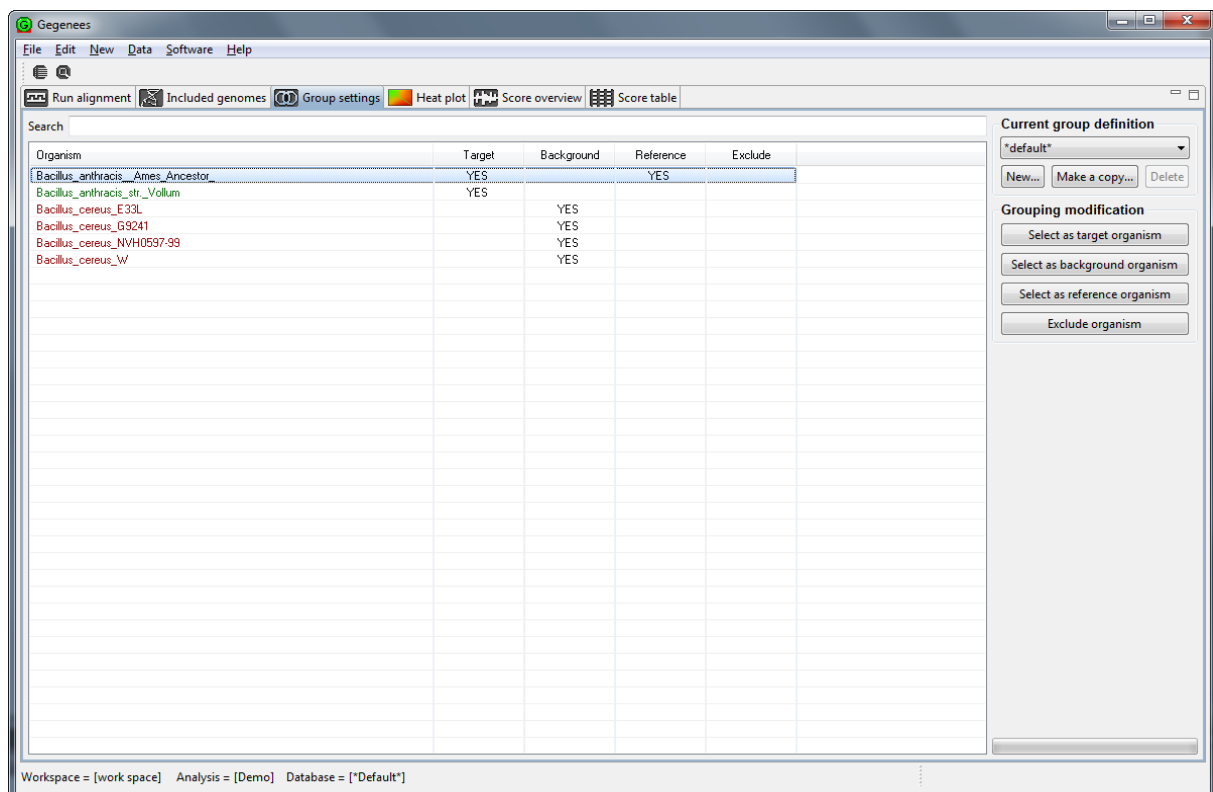 Gegenees
File Edit New Data Software Help
Run alignment Included genomes Group settings Heat plot Score overview Score table
Search
Organism Target Background Reference Exclude
Bacillus_anthracis__Ames_Ancestor_ YES YES
Bacillus_anthracis_str._Vollum YES
Bacillus_cereus_E33L YES
Bacillus_cereus_G9241 YES
Bacillus_cereus_NVH0597-99 YES
Bacillus_cereus_W YES
Current group definition
*default*
New... Make a copy... Delete
Grouping modification
Select as target organism
Select as background organism
Select as reference organism
Exclude organism
Workspace = [work space] Analysis = [Demo] Database = [*Default*]